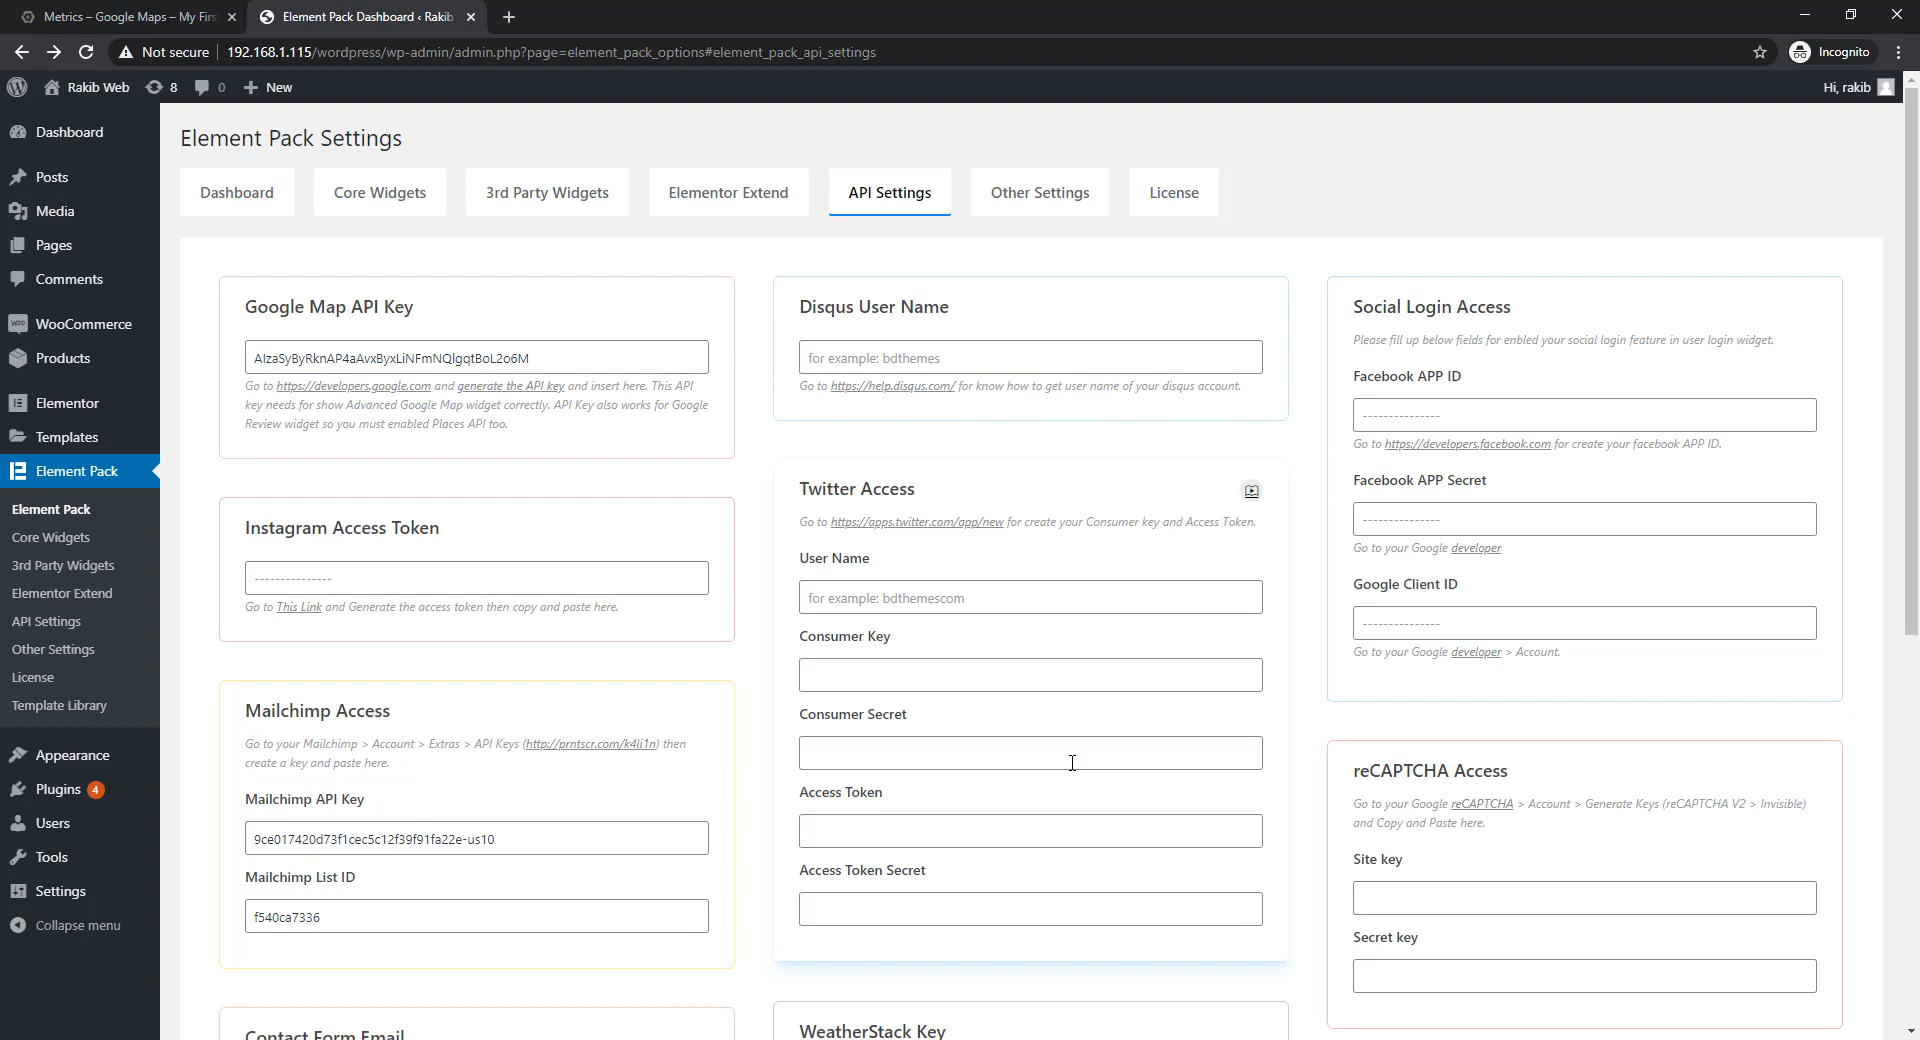 Metrics – Google Maps – My Firs
Element Pack Dashboard ‹ Rakib
Not secure
192.168.1.115/wordpress/wp-admin/admin.php?page=element_pack_options#element_pack_api_settings
Incognito
Rakib Web
8
0
New
Hi, rakib
Dashboard
Posts
Media
Pages
Comments
WooCommerce
Products
Elementor
Templates
Element Pack
Element Pack
Core Widgets
3rd Party Widgets
Elementor Extend
API Settings
Other Settings
License
Template Library
Appearance
Plugins 4
Users
Tools
Settings
Collapse menu
Element Pack Settings
Dashboard
Core Widgets
3rd Party Widgets
Elementor Extend
API Settings
Other Settings
License
Google Map API Key
AIzaSyByRknAP4aAvxByxLiNFmNQlgqtBoL2o6M
Go to https://developers.google.com and generate the API key and insert here. This API
key needs for show Advanced Google Map widget correctly. API Key also works for Google
Review widget so you must enabled Places API too.
Instagram Access Token
---------------
Go to This Link and Generate the access token then copy and paste here.
Mailchimp Access
Go to your Mailchimp > Account > Extras > API Keys (http://prntscr.com/k4li1n) then
create a key and paste here.
Mailchimp API Key
9ce017420d73f1cec5c12f39f91fa22e-us10
Mailchimp List ID
f540ca7336
Contact Form Email
Disqus User Name
for example: bdthemes
Go to https://help.disqus.com/ for know how to get user name of your disqus account.
Twitter Access
Go to https://apps.twitter.com/app/new for create your Consumer key and Access Token.
User Name
for example: bdthemescom
Consumer Key
Consumer Secret
Access Token
Access Token Secret
WeatherStack Key
Social Login Access
Please fill up below fields for enbled your social login feature in user login widget.
Facebook APP ID
---------------
Go to https://developers.facebook.com for create your facebook APP ID.
Facebook APP Secret
---------------
Go to your Google developer
Google Client ID
---------------
Go to your Google developer > Account.
reCAPTCHA Access
Go to your Google reCAPTCHA > Account > Generate Keys (reCAPTCHA V2 > Invisible)
and Copy and Paste here.
Site key
Secret key